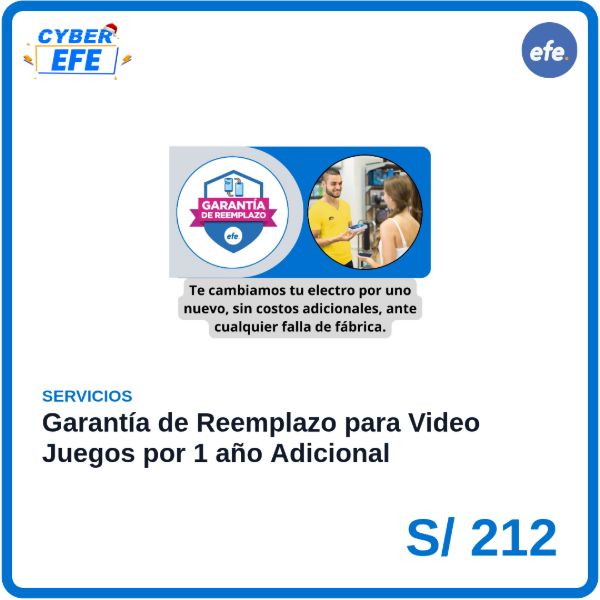 CYBER
EFE
efe.
GARANTÍA
DE REEMPLAZO
efe
Te cambiamos tu electro por uno
nuevo, sin costos adicionales, ante
cualquier falla de fábrica.
SERVICIOS
Garantía de Reemplazo para Video
Juegos por 1 año Adicional
S/ 212